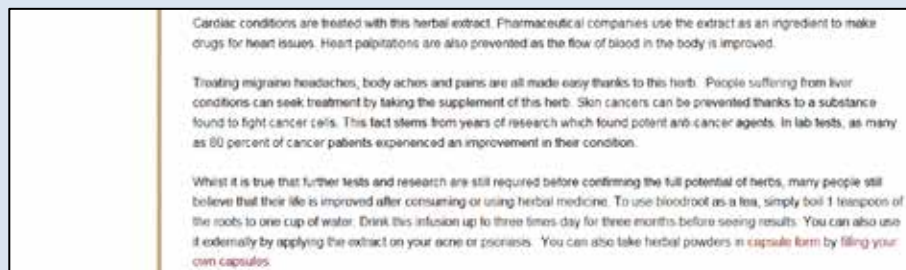 Cardiac conditions are treated with this herbal extract. Pharmaceutical companies use the extract as an ingredient to make
drugs for heart issues. Heart palpitations are also prevented as the flow of blood in the body is improved.
Treating migraine headaches, body aches and pains are all made easy thanks to this herb. People suffering from liver
conditions can seek treatment by taking the supplement of this herb. Skin cancers can be prevented thanks to a substance
found to fight cancer cells. This fact stems from years of research which found potent anti cancer agents. In lab tests, as many
as 80 percent of cancer patients experienced an improvement in their condition.
Whilst it is true that further tests and research are still required before confirming the full potential of herbs, many people still
believe that their life is improved after consuming or using herbal medicine. To use bloodroot as a tea, simply boil 1 teaspoon of
the roots to one cup of water. Drink this infusion up to three times day for three months before seeing results. You can also use
it externally by applying the extract on your acne or psoriasis. You can also take herbal powders in capsule form by filling your
own capsules